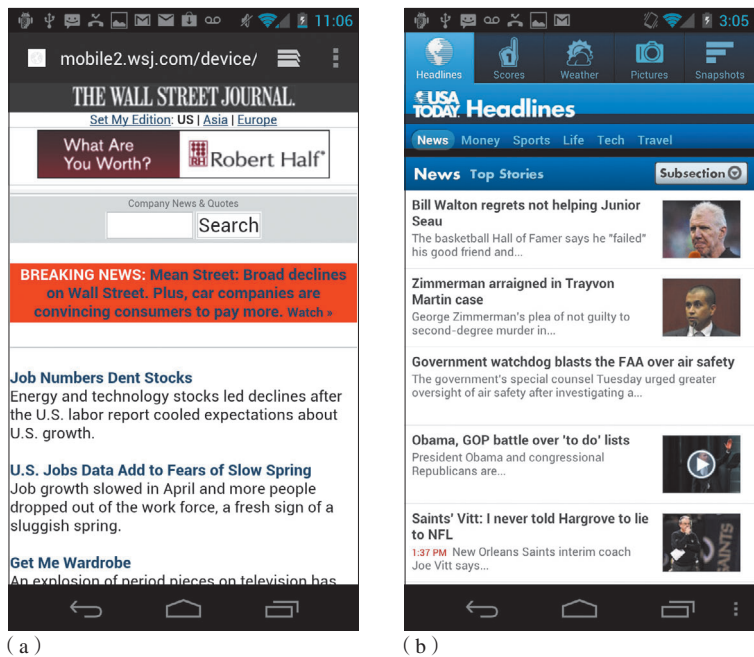 11:06
mobile2.wsj.com/device/
THE WALL STREET JOURNAL.
Set My Edition: US | Asia | Europe
What Are
You Worth?
RH Robert Half
Company News & Quotes
Search
BREAKING NEWS: Mean Street: Broad declines
on Wall Street. Plus, car companies are
convincing consumers to pay more. Watch »
Job Numbers Dent Stocks
Energy and technology stocks led declines after
the U.S. labor report cooled expectations about
U.S. growth.
U.S. Jobs Data Add to Fears of Slow Spring
Job growth slowed in April and more people
dropped out of the work force, a fresh sign of a
sluggish spring.
Get Me Wardrobe
An explosion of period pieces on television has
(a)
3:05
Headlines
Scores
Weather
Pictures
Snapshots
USA
TODAY Headlines
News Money Sports Life Tech Travel
News Top Stories
Subsection
Bill Walton regrets not helping Junior
Seau
The basketball Hall of Famer says he "failed"
his good friend and...
Zimmerman arraigned in Trayvon
Martin case
George Zimmerman's plea of not guilty to
second-degree murder in...
Government watchdog blasts the FAA over air safety
The government's special counsel Tuesday urged greater
oversight of air safety after investigating a...
Obama, GOP battle over 'to do' lists
President Obama and congressional
Republicans are...
Saints' Vitt: I never told Hargrove to lie
to NFL
1:37 PM New Orleans Saints interim coach
Joe Vitt says...
SAINTS
(b)